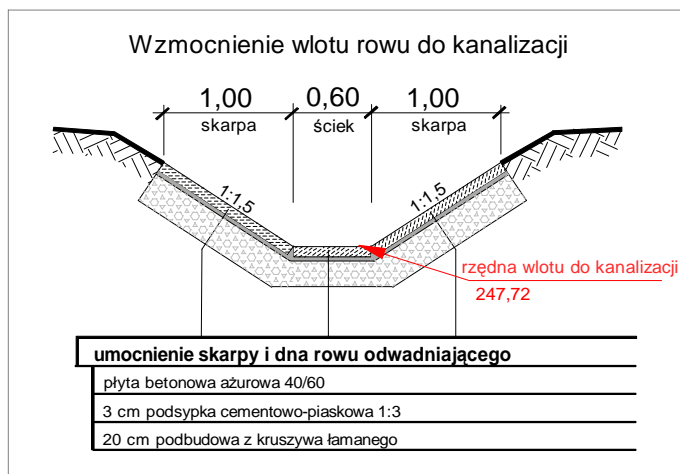 Wzmocnienie wlotu rowu do kanalizacji
1,00 0,60 1,00
skarpa ściek skarpa
1:1,5 1:1,5
rzędna wlotu do kanalizacji
247,72
umocnienie skarpy i dna rowu odwadniającego
płyta betonowa ażurowa 40/60
3 cm podsypka cementowo-piaskowa 1:3
20 cm podbudowa z kruszywa łamanego